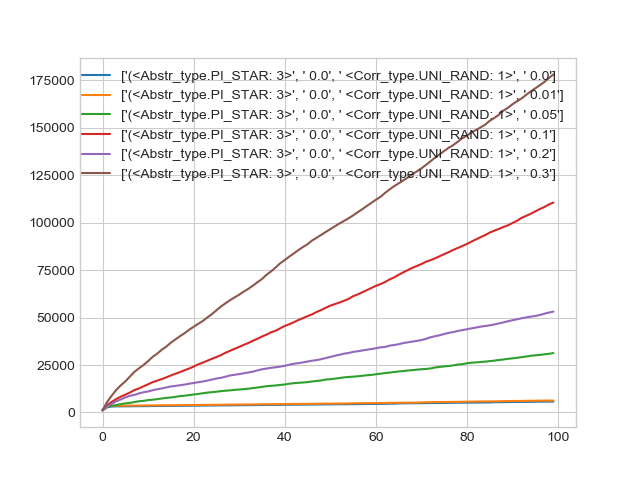 ['(<Abstr_type.PI_STAR: 3>', ' 0.0', ' <Corr_type.UNI_RAND: 1>', ' 0.0']
['(<Abstr_type.PI_STAR: 3>', ' 0.0', ' <Corr_type.UNI_RAND: 1>', ' 0.01']
['(<Abstr_type.PI_STAR: 3>', ' 0.0', ' <Corr_type.UNI_RAND: 1>', ' 0.05']
['(<Abstr_type.PI_STAR: 3>', ' 0.0', ' <Corr_type.UNI_RAND: 1>', ' 0.1']
['(<Abstr_type.PI_STAR: 3>', ' 0.0', ' <Corr_type.UNI_RAND: 1>', ' 0.2']
['(<Abstr_type.PI_STAR: 3>', ' 0.0', ' <Corr_type.UNI_RAND: 1>', ' 0.3']
175000
150000
125000
100000
75000
50000
25000
0
0 20 40 60 80 100